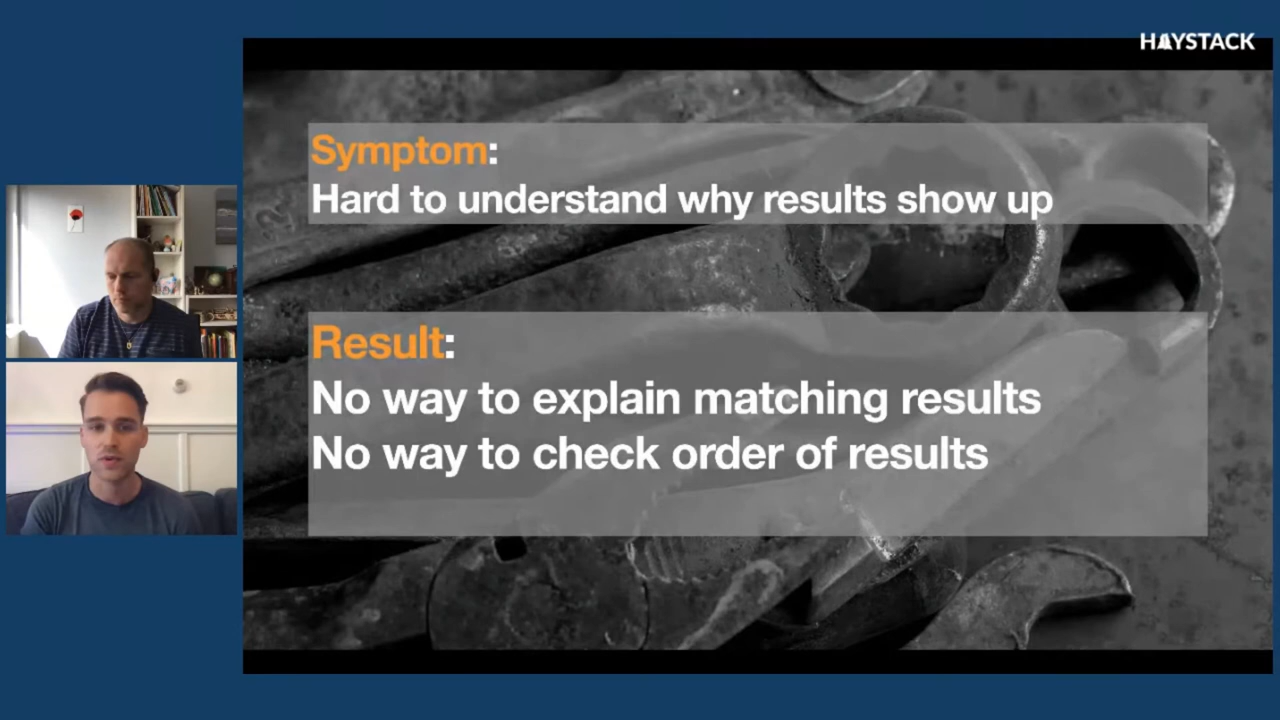 HAYSTACK
Symptom:
Hard to understand why results show up
Result:
No way to explain matching results
No way to check order of results